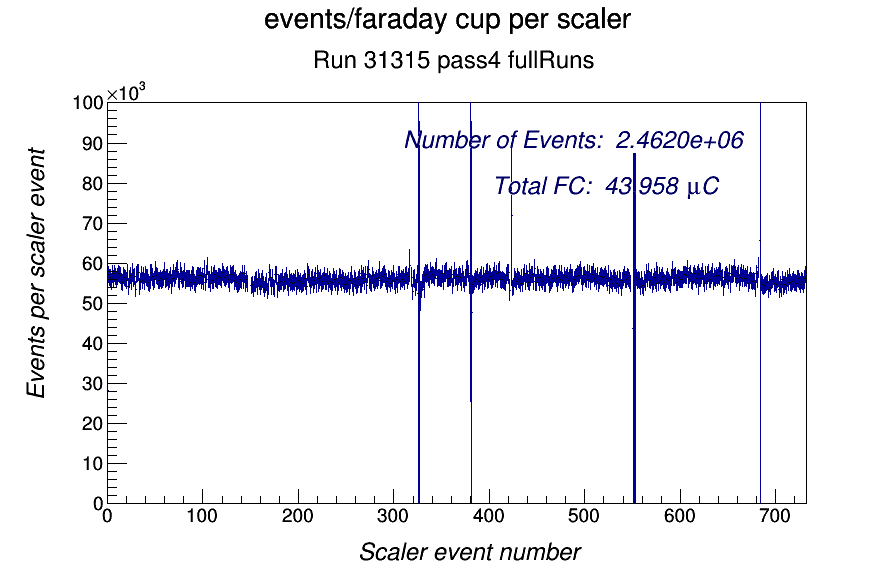 events/faraday cup per scaler
Run 31315 pass4 fullRuns
×10³
100
90
80
70
60
50
40
30
20
10
0
Events per scaler event
Number of Events: 2.4620e+06
Total FC: 43.958 μC
0 100 200 300 400 500 600 700
Scaler event number